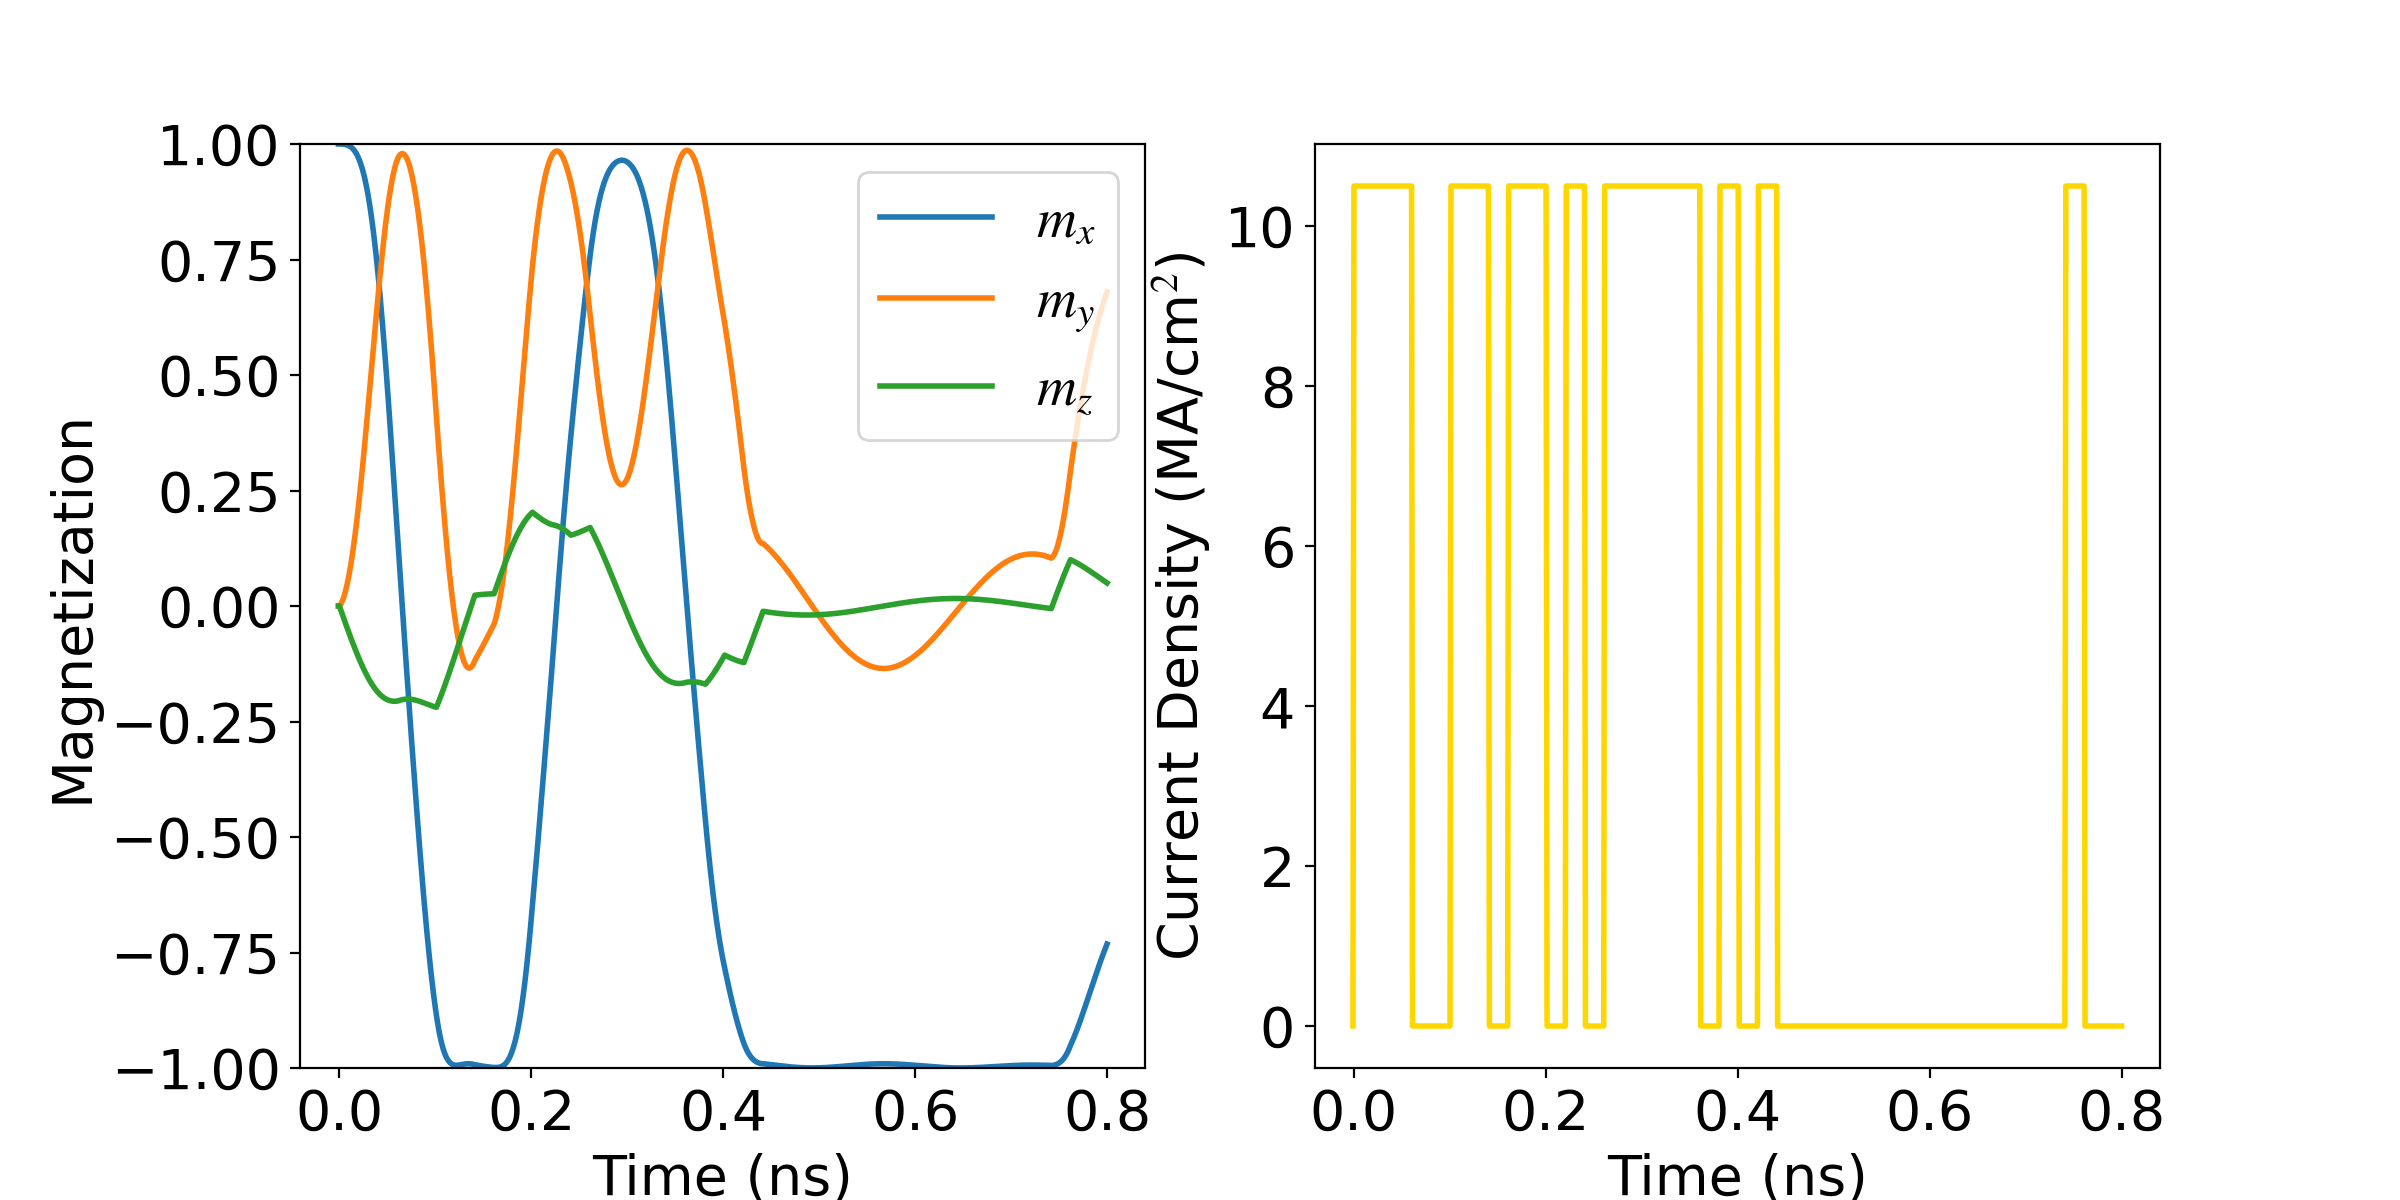 1.00
0.75
0.50
0.25
0.00
−0.25
−0.50
−0.75
−1.00
Magnetization
0.0 0.2 0.4 0.6 0.8
Time (ns)
m_x
m_y
m_z
10
8
6
4
2
0
Current Density (MA/cm²)
0.0 0.2 0.4 0.6 0.8
Time (ns)